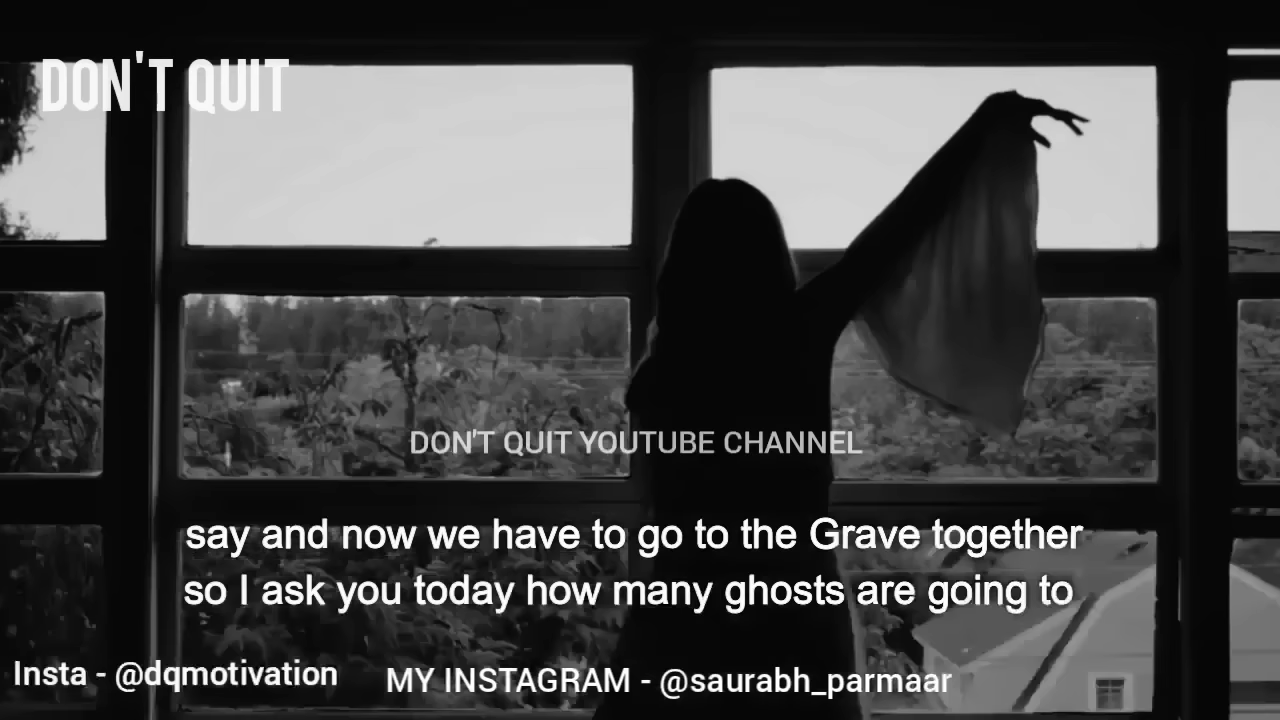 DON'T QUIT
DON'T QUIT YOUTUBE CHANNEL
say and now we have to go to the Grave together
so I ask you today how many ghosts are going to
Insta - @dqmotivation
MY INSTAGRAM - @saurabh_parmaar